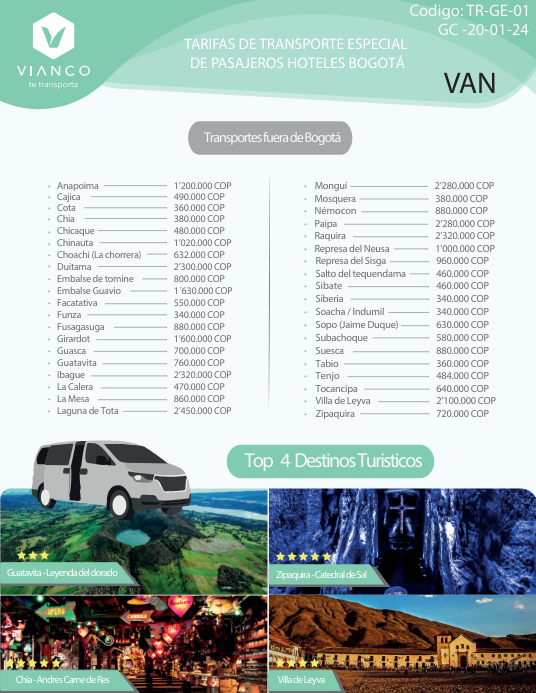 Codigo: TR-GE-01
GC -20-01-24
VIANCO
te transporta
TARIFAS DE TRANSPORTE ESPECIAL
DE PASAJEROS HOTELES BOGOTÁ
VAN
Transportes fuera de Bogotá
Anapoima 1'200.000 COP
Cajica 490.000 COP
Cota 360.000 COP
Chia 380.000 COP
Chicaque 480.000 COP
Chinauta 1'020.000 COP
Choachi (La chorrera) 632.000 COP
Duitama 2'300.000 COP
Embalse de tomine 800.000 COP
Embalse Guavio 1´630.000 COP
Facatativa 550.000 COP
Funza 340.000 COP
Fusagasuga 880.000 COP
Girardot 1'600.000 COP
Guasca 700.000 COP
Guatavita 760.000 COP
Ibague 2'320.000 COP
La Calera 470.000 COP
La Mesa 860.000 COP
Laguna de Tota 2'450.000 COP
Monguí 2'280.000 COP
Mosquera 380.000 COP
Némocon 880.000 COP
Paipa 2'280.000 COP
Raquira 2'320.000 COP
Represa del Neusa 1'000.000 COP
Represa del Sisga 960.000 COP
Salto del tequendama 460.000 COP
Sibate 460.000 COP
Siberia 340.000 COP
Soacha / Indumil 340.000 COP
Sopo (Jaime Duque) 630.000 COP
Subachoque 580.000 COP
Suesca 880.000 COP
Tabio 360.000 COP
Tenjo 484.000 COP
Tocancipa 640.000 COP
Villa de Leyva 2'100.000 COP
Zipaquira 720.000 COP
Top 4 Destinos Turisticos
Guatavita - Leyenda del dorado
Zipaquira - Catedral de Sal
Chia - Andres Carne de Res
Villa de Leyva